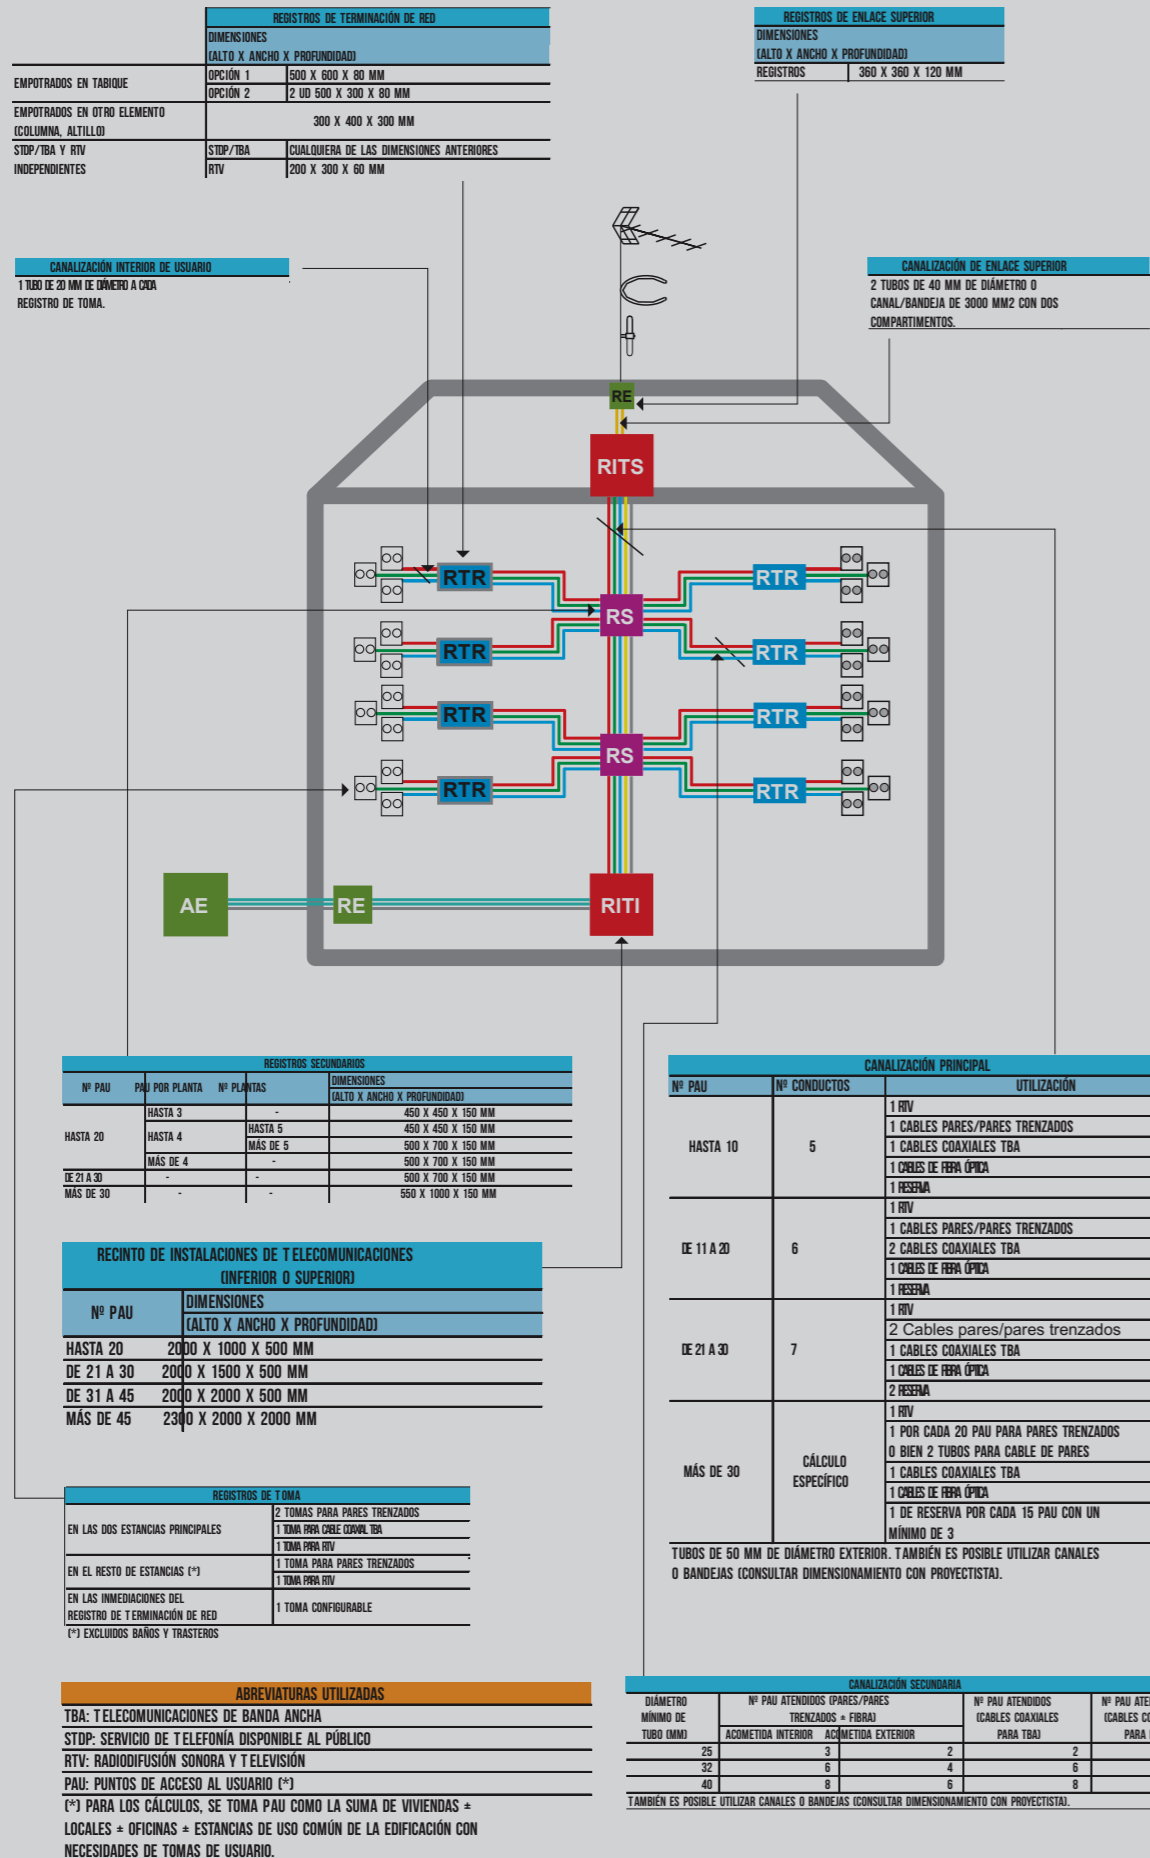 REGISTROS DE TERMINACIÓN DE RED
DIMENSIONES
(ALTO X ANCHO X PROFUNDIDAD)
EMPOTRADOS EN TABIQUE
OPCIÓN 1
500 X 600 X 80 MM
OPCIÓN 2
2 UD 500 X 300 X 80 MM
EMPOTRADOS EN OTRO ELEMENTO
(COLUMNA, ALTILLO)
300 X 400 X 300 MM
STDP/TBA Y RTV
INDEPENDIENTES
STDP/TBA
CUALQUIERA DE LAS DIMENSIONES ANTERIORES
RTV
200 X 300 X 60 MM
REGISTROS DE ENLACE SUPERIOR
DIMENSIONES
(ALTO X ANCHO X PROFUNDIDAD)
REGISTROS
360 X 360 X 120 MM
CANALIZACIÓN INTERIOR DE USUARIO
1 TUBO DE 20 MM DE DIÁMETRO A CADA
REGISTRO DE TOMA.
CANALIZACIÓN DE ENLACE SUPERIOR
2 TUBOS DE 40 MM DE DIÁMETRO O
CANAL/BANDEJA DE 3000 MM2 CON DOS
COMPARTIMENTOS.
RE
RITS
RTR
RTR
RS
RTR
RTR
RTR
RTR
RS
RTR
RTR
AE
RE
RITI
REGISTROS SECUNDARIOS
Nº PAU
PAU POR PLANTA
Nº PLANTAS
DIMENSIONES
(ALTO X ANCHO X PROFUNDIDAD)
HASTA 20
HASTA 3
-
450 X 450 X 150 MM
HASTA 4
HASTA 5
450 X 450 X 150 MM
MÁS DE 5
500 X 700 X 150 MM
MÁS DE 4
-
500 X 700 X 150 MM
DE 21 A 30
-
-
500 X 700 X 150 MM
MÁS DE 30
-
-
550 X 1000 X 150 MM
RECINTO DE INSTALACIONES DE TELECOMUNICACIONES
(INFERIOR O SUPERIOR)
Nº PAU
DIMENSIONES
(ALTO X ANCHO X PROFUNDIDAD)
HASTA 20
2000 X 1000 X 500 MM
DE 21 A 30
2000 X 1500 X 500 MM
DE 31 A 45
2000 X 2000 X 500 MM
MÁS DE 45
2300 X 2000 X 2000 MM
CANALIZACIÓN PRINCIPAL
Nº PAU
Nº CONDUCTOS
UTILIZACIÓN
HASTA 10
5
1 RTV
1 CABLES PARES/PARES TRENZADOS
1 CABLES COAXIALES TBA
1 CABLES DE FIBRA ÓPTICA
1 RESERVA
DE 11 A 20
6
1 RTV
1 CABLES PARES/PARES TRENZADOS
2 CABLES COAXIALES TBA
1 CABLES DE FIBRA ÓPTICA
1 RESERVA
DE 21 A 30
7
1 RTV
2 Cables pares/pares trenzados
1 CABLES COAXIALES TBA
1 CABLES DE FIBRA ÓPTICA
2 RESERVA
MÁS DE 30
CÁLCULO
ESPECÍFICO
1 RTV
1 POR CADA 20 PAU PARA PARES TRENZADOS
O BIEN 2 TUBOS PARA CABLE DE PARES
1 CABLES COAXIALES TBA
1 CABLES DE FIBRA ÓPTICA
1 DE RESERVA POR CADA 15 PAU CON UN
MÍNIMO DE 3
TUBOS DE 50 MM DE DIÁMETRO EXTERIOR. TAMBIÉN ES POSIBLE UTILIZAR CANALES
O BANDEJAS (CONSULTAR DIMENSIONAMIENTO CON PROYECTISTA).
REGISTROS DE TOMA
EN LAS DOS ESTANCIAS PRINCIPALES
2 TOMAS PARA PARES TRENZADOS
1 TOMA PARA CABLE COAXIAL TBA
1 TOMA PARA RTV
EN EL RESTO DE ESTANCIAS (*)
1 TOMA PARA PARES TRENZADOS
1 TOMA PARA RTV
EN LAS INMEDIACIONES DEL
REGISTRO DE TERMINACIÓN DE RED
1 TOMA CONFIGURABLE
(*) EXCLUIDOS BAÑOS Y TRASTEROS
ABREVIATURAS UTILIZADAS
TBA: TELECOMUNICACIONES DE BANDA ANCHA
STDP: SERVICIO DE TELEFONÍA DISPONIBLE AL PÚBLICO
RTV: RADIODIFUSIÓN SONORA Y TELEVISIÓN
PAU: PUNTOS DE ACCESO AL USUARIO (*)
(*) PARA LOS CÁLCULOS, SE TOMA PAU COMO LA SUMA DE VIVIENDAS +
LOCALES + OFICINAS + ESTANCIAS DE USO COMÚN DE LA EDIFICACIÓN CON
NECESIDADES DE TOMAS DE USUARIO.
CANALIZACIÓN SECUNDARIA
DIÁMETRO
MÍNIMO DE
TUBO (MM)
Nº PAU ATENDIDOS (PARES/PARES
TRENZADOS + FIBRA)
ACOMETIDA INTERIOR
ACOMETIDA EXTERIOR
Nº PAU ATENDIDOS
(CABLES COAXIALES
PARA TBA)
Nº PAU ATE
(CABLES CO
PARA
25
3
2
2
32
6
4
6
40
8
6
8
TAMBIÉN ES POSIBLE UTILIZAR CANALES O BANDEJAS (CONSULTAR DIMENSIONAMIENTO CON PROYECTISTA).